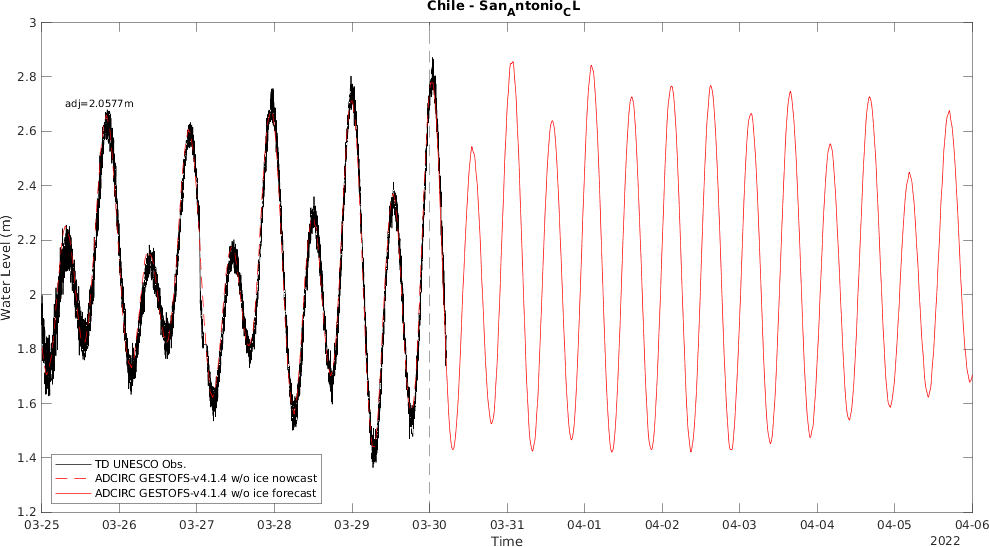 Chile - SanAntonioCL
3
2.8
2.6
2.4
2.2
2
1.8
1.6
1.4
1.2
Water Level (m)
adj=2.0577m
TD UNESCO Obs.
ADCIRC GESTOFS-v4.1.4 w/o ice nowcast
ADCIRC GESTOFS-v4.1.4 w/o ice forecast
03-25 03-26 03-27 03-28 03-29 03-30 03-31 04-01 04-02 04-03 04-04 04-05 04-06
Time
2022